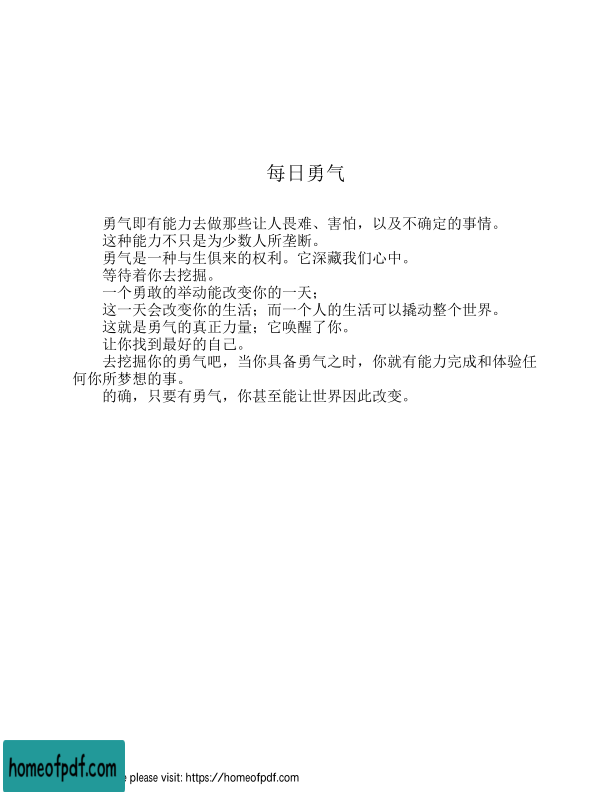 每日勇气
勇气即有能力去做那些让人畏难、害怕，以及不确定的事情。
这种能力不只是为少数人所垄断。
勇气是一种与生俱来的权利。它深藏我们心中。
等待着你去挖掘。
一个勇敢的举动能改变你的一天；
这一天会改变你的生活；而一个人的生活可以撬动整个世界。
这就是勇气的真正力量；它唤醒了你。
让你找到最好的自己。
去挖掘你的勇气吧，当你具备勇气之时，你就有能力完成和体验任
何你所梦想的事。
的确，只要有勇气，你甚至能让世界因此改变。
homeofpdf.com
please visit: https://homeofpdf.com